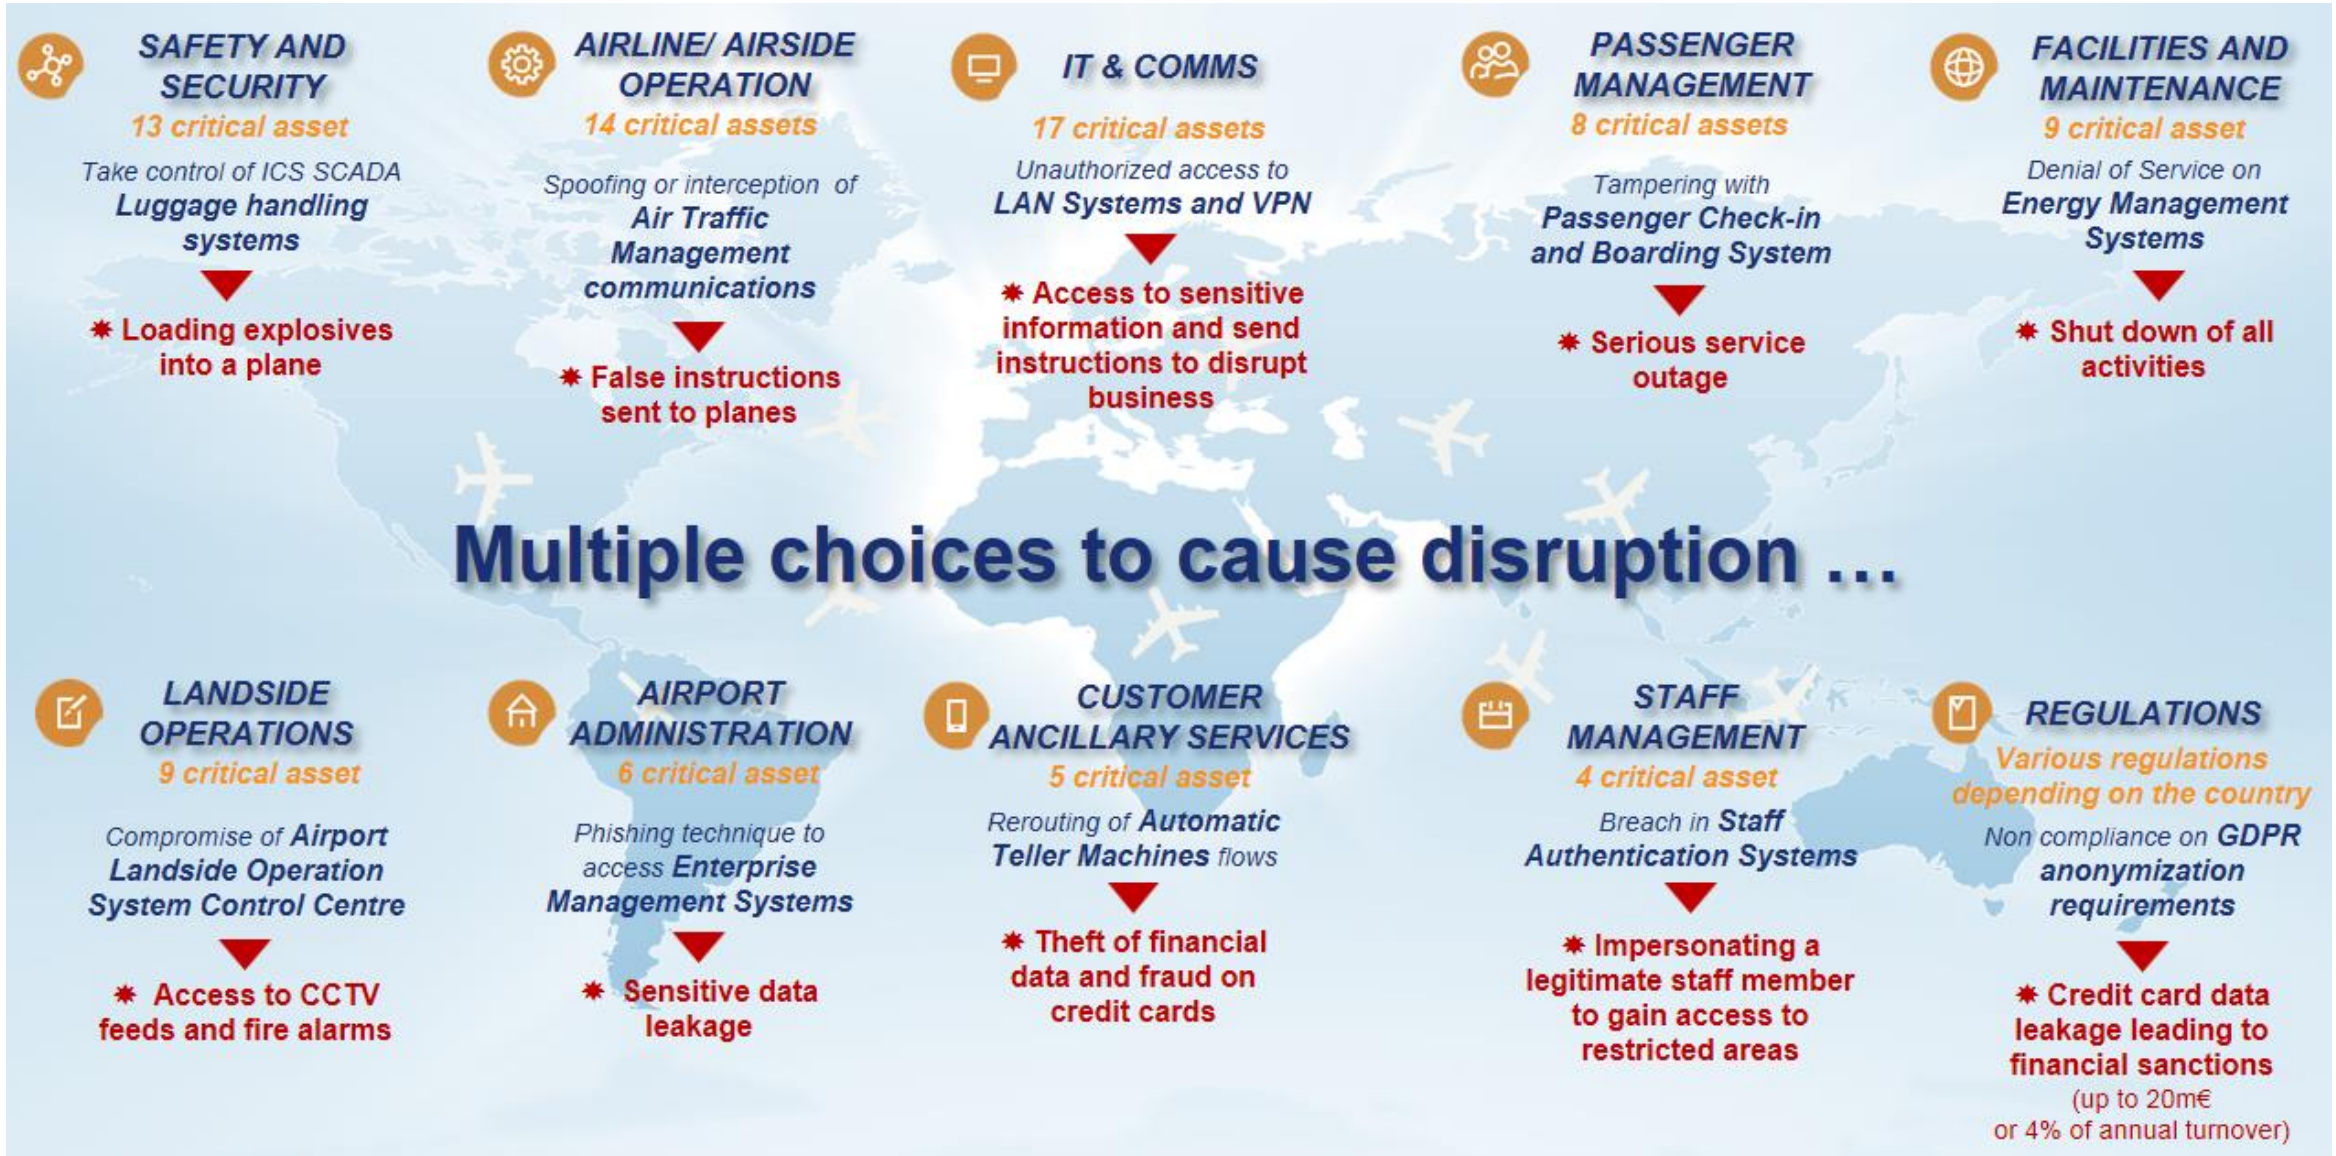 SAFETY AND
SECURITY
13 critical asset
Take control of ICS SCADA
Luggage handling
systems
✷ Loading explosives
into a plane
AIRLINE/ AIRSIDE
OPERATION
14 critical assets
Spoofing or interception of
Air Traffic
Management
communications
✷ False instructions
sent to planes
IT & COMMS
17 critical assets
Unauthorized access to
LAN Systems and VPN
✷ Access to sensitive
information and send
instructions to disrupt
business
PASSENGER
MANAGEMENT
8 critical assets
Tampering with
Passenger Check-in
and Boarding System
✷ Serious service
outage
FACILITIES AND
MAINTENANCE
9 critical asset
Denial of Service on
Energy Management
Systems
✷ Shut down of all
activities
Multiple choices to cause disruption ...
LANDSIDE
OPERATIONS
9 critical asset
Compromise of Airport
Landside Operation
System Control Centre
✷ Access to CCTV
feeds and fire alarms
AIRPORT
ADMINISTRATION
6 critical asset
Phishing technique to
access Enterprise
Management Systems
✷ Sensitive data
leakage
CUSTOMER
ANCILLARY SERVICES
5 critical asset
Rerouting of Automatic
Teller Machines flows
✷ Theft of financial
data and fraud on
credit cards
STAFF
MANAGEMENT
4 critical asset
Breach in Staff
Authentication Systems
✷ Impersonating a
legitimate staff member
to gain access to
restricted areas
REGULATIONS
Various regulations
depending on the country
Non compliance on GDPR
anonymization
requirements
✷ Credit card data
leakage leading to
financial sanctions
(up to 20m€
or 4% of annual turnover)